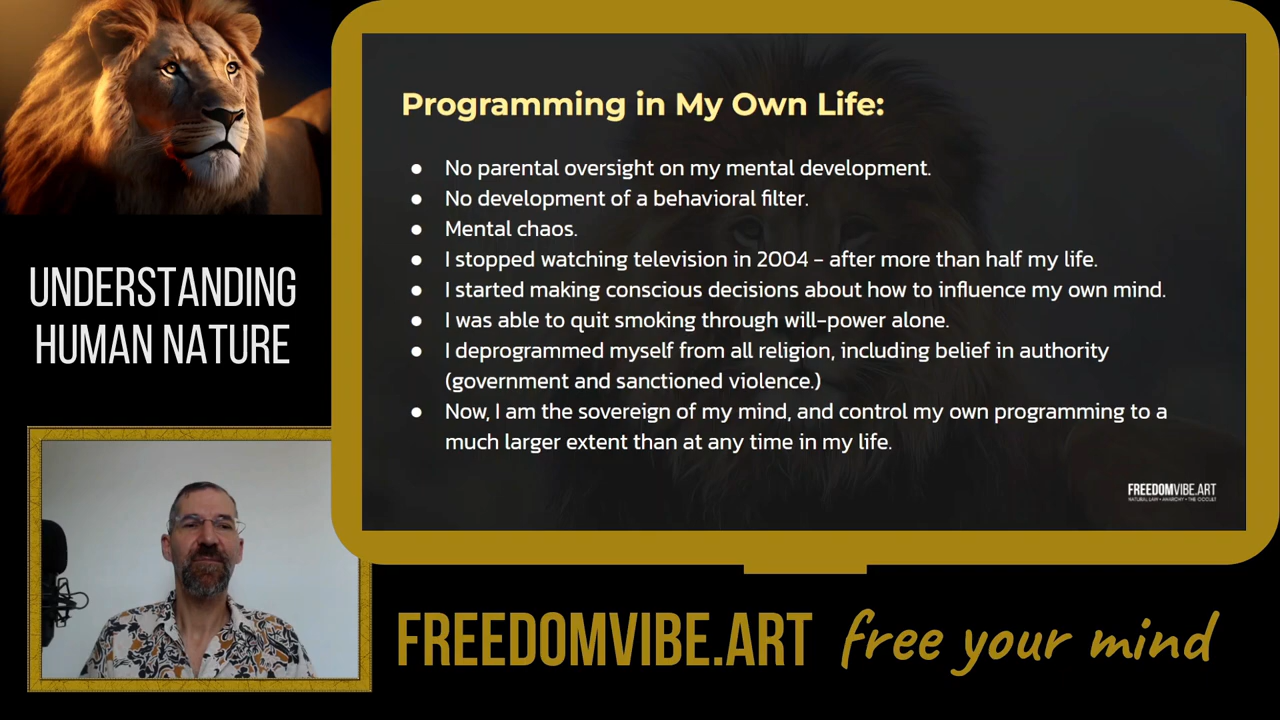 UNDERSTANDING
HUMAN NATURE
Programming in My Own Life:
● No parental oversight on my mental development.
● No development of a behavioral filter.
● Mental chaos.
● I stopped watching television in 2004 – after more than half my life.
● I started making conscious decisions about how to influence my own mind.
● I was able to quit smoking through will-power alone.
● I deprogrammed myself from all religion, including belief in authority
(government and sanctioned violence.)
● Now, I am the sovereign of my mind, and control my own programming to a
much larger extent than at any time in my life.
FREEDOMVIBE.ART
NATURAL LAW • ANARCHY • THE OCCULT
FREEDOMVIBE.ART free your mind